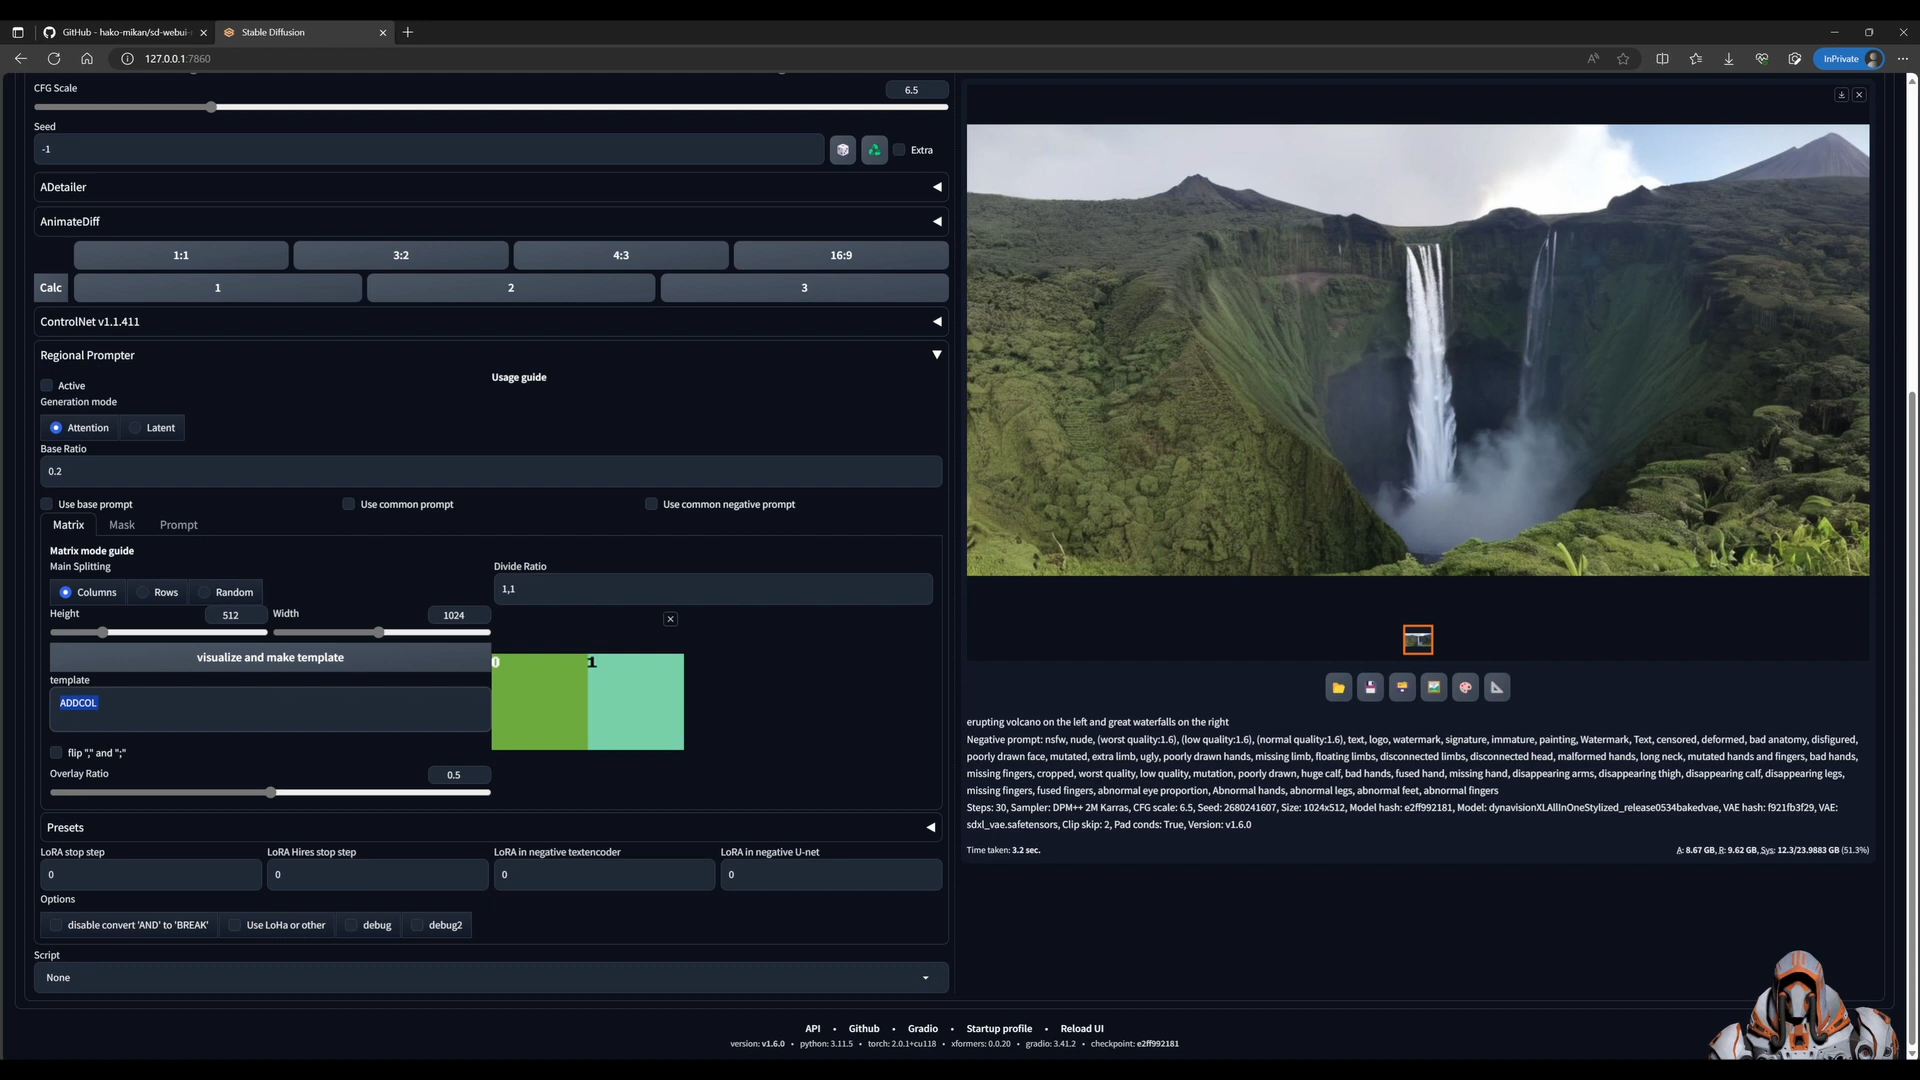 GitHub - hako-mikan/sd-webui-
Stable Diffusion
127.0.0.1:7860
InPrivate
CFG Scale
6.5
Seed
-1
Extra
ADetailer
AnimateDiff
1:1 3:2 4:3 16:9
Calc 1 2 3
ControlNet v1.1.411
Regional Prompter
Active
Usage guide
Generation mode
Attention Latent
Base Ratio
0.2
Use base prompt Use common prompt Use common negative prompt
Matrix Mask Prompt
Matrix mode guide
Main Splitting
Columns Rows Random
Divide Ratio
1,1
Height 512 Width 1024
visualize and make template
template
ADDCOL
0 1
flip "," and ";"
Overlay Ratio
0.5
Presets
LoRA stop step LoRA Hires stop step LoRA in negative textencoder LoRA in negative U-net
0 0 0 0
Options
disable convert 'AND' to 'BREAK' Use LoHa or other debug debug2
Script
None
erupting volcano on the left and great waterfalls on the right
Negative prompt: nsfw, nude, (worst quality:1.6), (low quality:1.6), (normal quality:1.6), text, logo, watermark, signature, immature, painting, Watermark, Text, censored, deformed, bad anatomy, disfigured,
poorly drawn face, mutated, extra limb, ugly, poorly drawn hands, missing limb, floating limbs, disconnected limbs, disconnected head, malformed hands, long neck, mutated hands and fingers, bad hands,
missing fingers, cropped, worst quality, low quality, mutation, poorly drawn, huge calf, bad hands, fused hand, missing hand, disappearing arms, disappearing thigh, disappearing calf, disappearing legs,
missing fingers, fused fingers, abnormal eye proportion, Abnormal hands, abnormal legs, abnormal feet, abnormal fingers
Steps: 30, Sampler: DPM++ 2M Karras, CFG scale: 6.5, Seed: 2680241607, Size: 1024x512, Model hash: e2ff992181, Model: dynavisionXLAllInOneStylized_release0534bakedvae, VAE hash: f921fb3f29, VAE:
sdxl_vae.safetensors, Clip skip: 2, Pad conds: True, Version: v1.6.0
Time taken: 3.2 sec.
A: 8.67 GB, R: 9.62 GB, Sys: 12.3/23.9883 GB (51.3%)
API • Github • Gradio • Startup profile • Reload UI
version: v1.6.0 • python: 3.11.5 • torch: 2.0.1+cu118 • xformers: 0.0.20 • gradio: 3.41.2 • checkpoint: e2ff992181